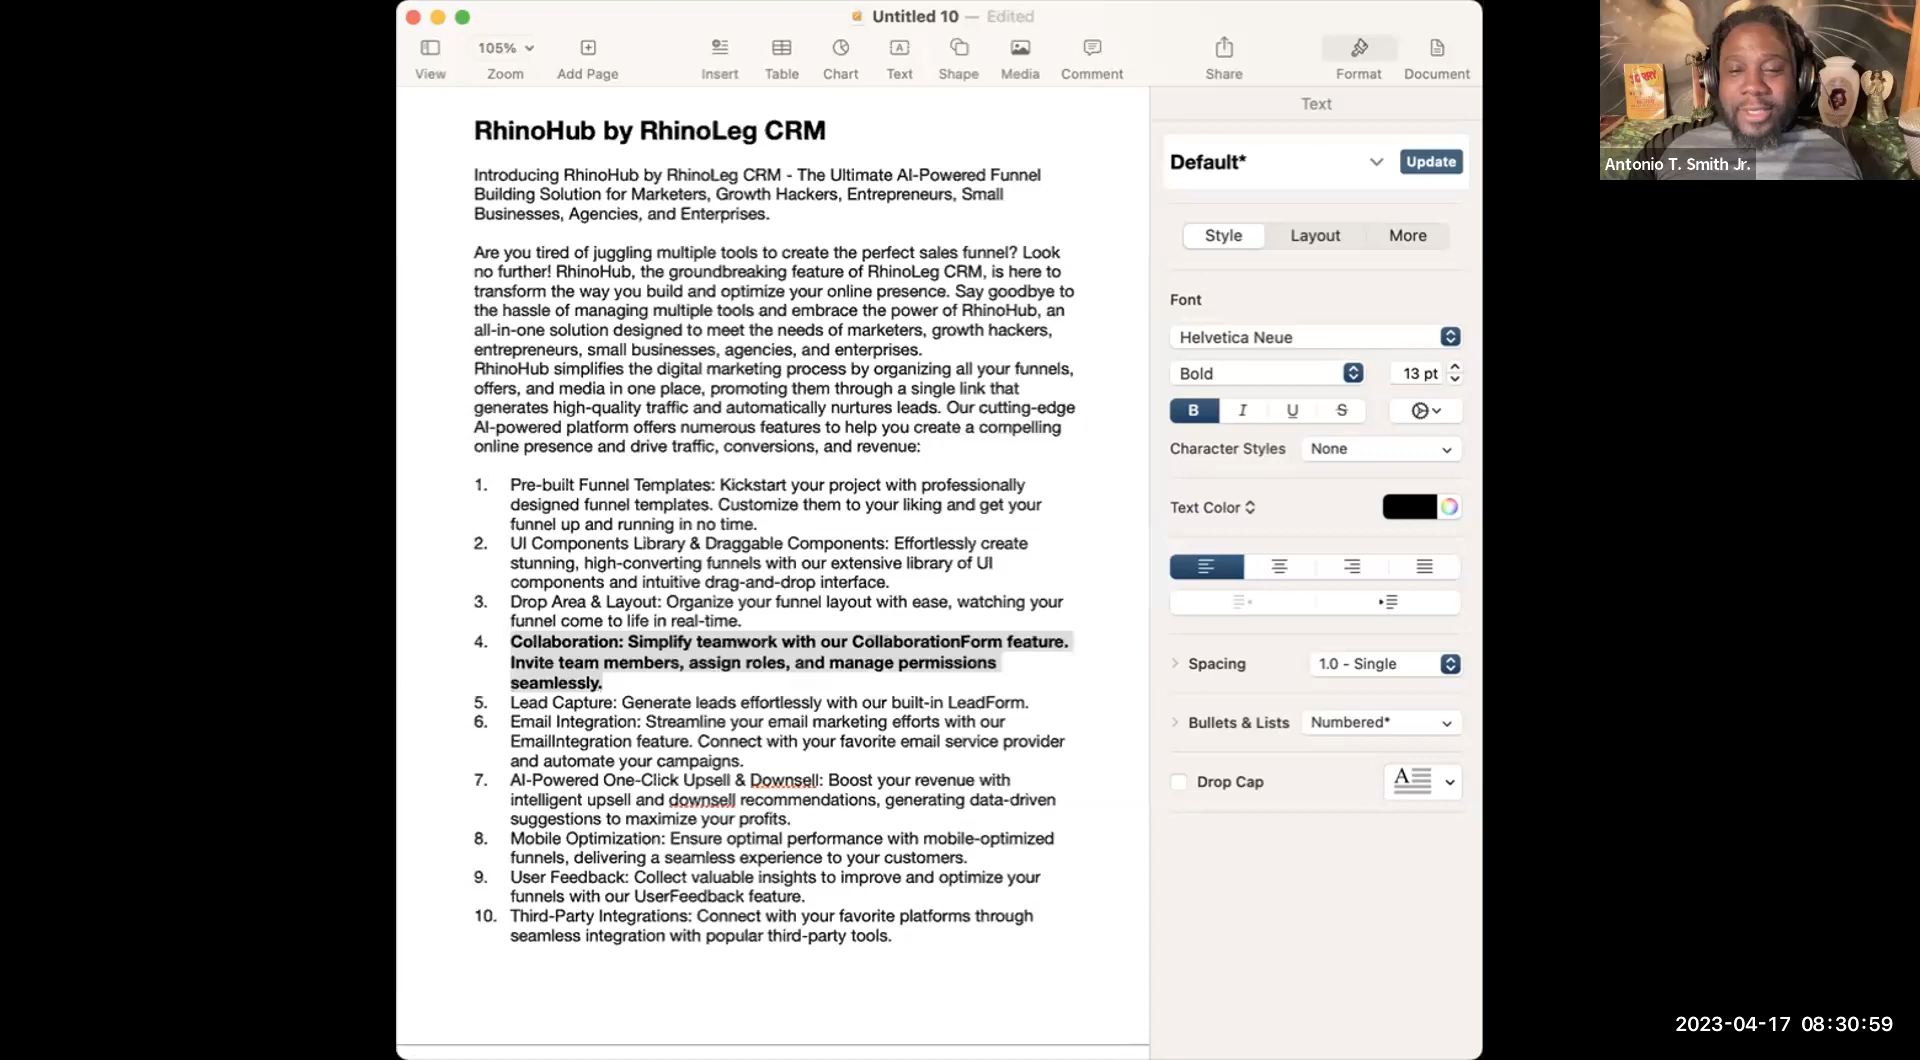 Untitled 10 — Edited
105%
View
Zoom
Add Page
Insert
Table
Chart
Text
Shape
Media
Comment
Share
Format
Document
RhinoHub by RhinoLeg CRM
Introducing RhinoHub by RhinoLeg CRM - The Ultimate AI-Powered Funnel
Building Solution for Marketers, Growth Hackers, Entrepreneurs, Small
Businesses, Agencies, and Enterprises.
Are you tired of juggling multiple tools to create the perfect sales funnel? Look
no further! RhinoHub, the groundbreaking feature of RhinoLeg CRM, is here to
transform the way you build and optimize your online presence. Say goodbye to
the hassle of managing multiple tools and embrace the power of RhinoHub, an
all-in-one solution designed to meet the needs of marketers, growth hackers,
entrepreneurs, small businesses, agencies, and enterprises.
RhinoHub simplifies the digital marketing process by organizing all your funnels,
offers, and media in one place, promoting them through a single link that
generates high-quality traffic and automatically nurtures leads. Our cutting-edge
AI-powered platform offers numerous features to help you create a compelling
online presence and drive traffic, conversions, and revenue:
1. Pre-built Funnel Templates: Kickstart your project with professionally
designed funnel templates. Customize them to your liking and get your
funnel up and running in no time.
2. UI Components Library & Draggable Components: Effortlessly create
stunning, high-converting funnels with our extensive library of UI
components and intuitive drag-and-drop interface.
3. Drop Area & Layout: Organize your funnel layout with ease, watching your
funnel come to life in real-time.
4. Collaboration: Simplify teamwork with our CollaborationForm feature.
Invite team members, assign roles, and manage permissions
seamlessly.
5. Lead Capture: Generate leads effortlessly with our built-in LeadForm.
6. Email Integration: Streamline your email marketing efforts with our
EmailIntegration feature. Connect with your favorite email service provider
and automate your campaigns.
7. AI-Powered One-Click Upsell & Downsell: Boost your revenue with
intelligent upsell and downsell recommendations, generating data-driven
suggestions to maximize your profits.
8. Mobile Optimization: Ensure optimal performance with mobile-optimized
funnels, delivering a seamless experience to your customers.
9. User Feedback: Collect valuable insights to improve and optimize your
funnels with our UserFeedback feature.
10. Third-Party Integrations: Connect with your favorite platforms through
seamless integration with popular third-party tools.
Text
Default*
Update
Style
Layout
More
Font
Helvetica Neue
Bold
13 pt
B I U S
Character Styles
None
Text Color
Spacing
1.0 - Single
Bullets & Lists
Numbered*
Drop Cap
A
Antonio T. Smith Jr.
2023-04-17 08:30:59